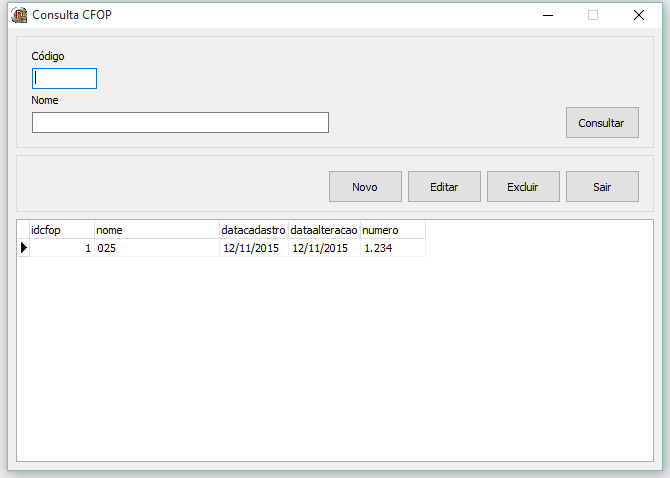 Consulta CFOP
Código
Nome
Consultar
Novo Editar Excluir Sair
idcfop nome datacadastro dataalteracao numero
1 025 12/11/2015 12/11/2015 1.234